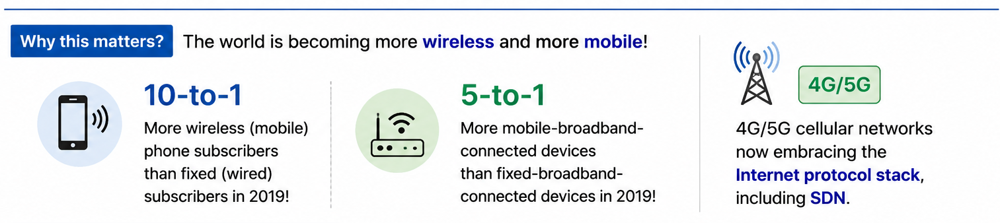 Why this matters? The world is becoming more wireless and more mobile!
10-to-1
More wireless (mobile)
phone subscribers
than fixed (wired)
subscribers in 2019!
5-to-1
More mobile-broadband-
connected devices
than fixed-broadband-
connected devices in 2019!
4G/5G
4G/5G cellular networks
now embracing the
Internet protocol stack,
including SDN.